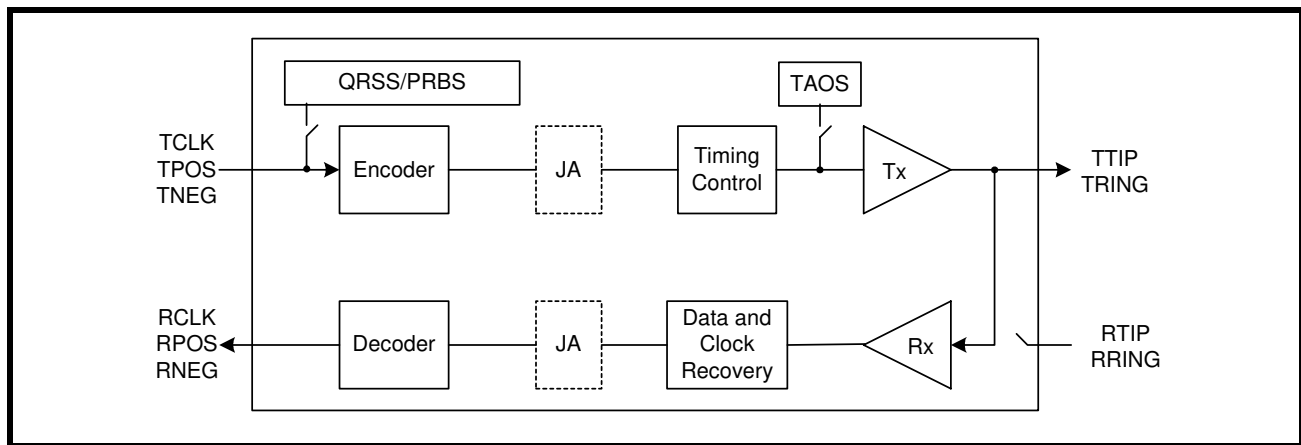 QRSS/PRBS
TAOS
TCLK
TPOS
TNEG
Encoder
JA
Timing
Control
Tx
TTIP
TRING
RCLK
RPOS
RNEG
Decoder
JA
Data and
Clock
Recovery
Rx
RTIP
RRING